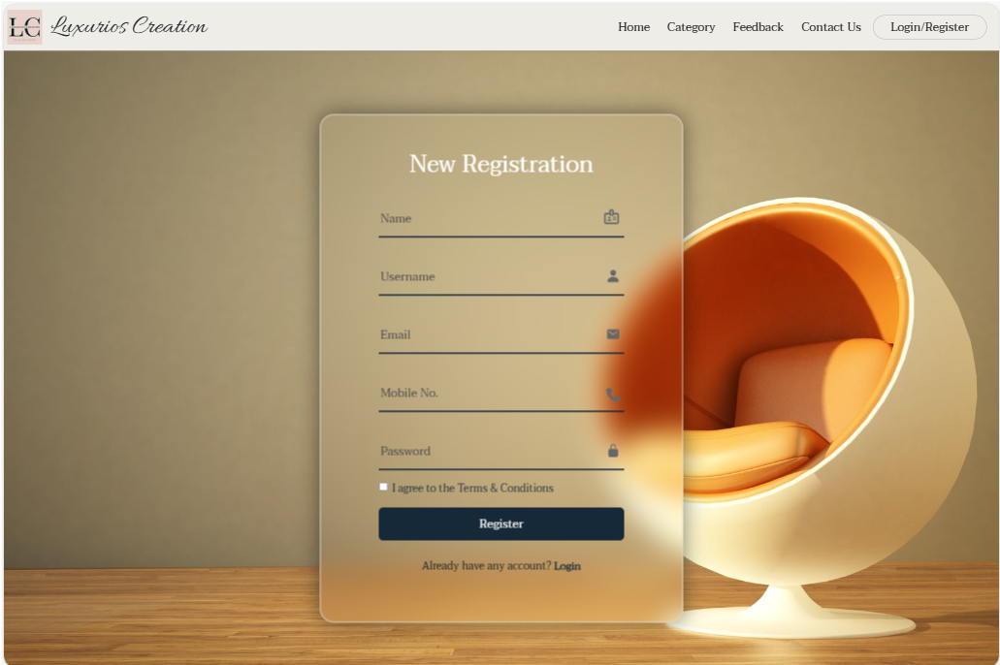 LC
Luxurios Creation
Home Category Feedback Contact Us Login/Register
New Registration
Name
Username
Email
Mobile No.
Password
I agree to the Terms & Conditions
Register
Already have any account? Login